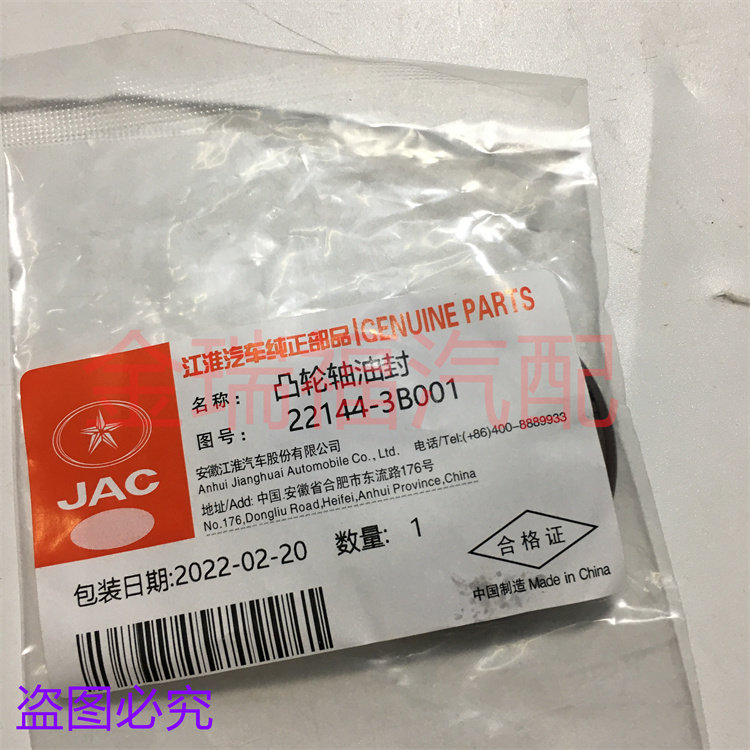 江淮汽车纯正部品|GENUINE PARTS
名称： 凸轮轴油封
图号： 22144-3B001
金瑞福汽配
安徽江淮汽车股份有限公司 电话/Tel:(+86)400-8889933
Anhui Jianghuai Automobile Co., Ltd.
地址/Add: 中国.安徽省合肥市东流路176号
No.176,Dongliu Road,Heifei,Anhui Province,China
JAC
包装日期:2022-02-20 数量: 1
合格证
中国制造 Made in China
盗图必究